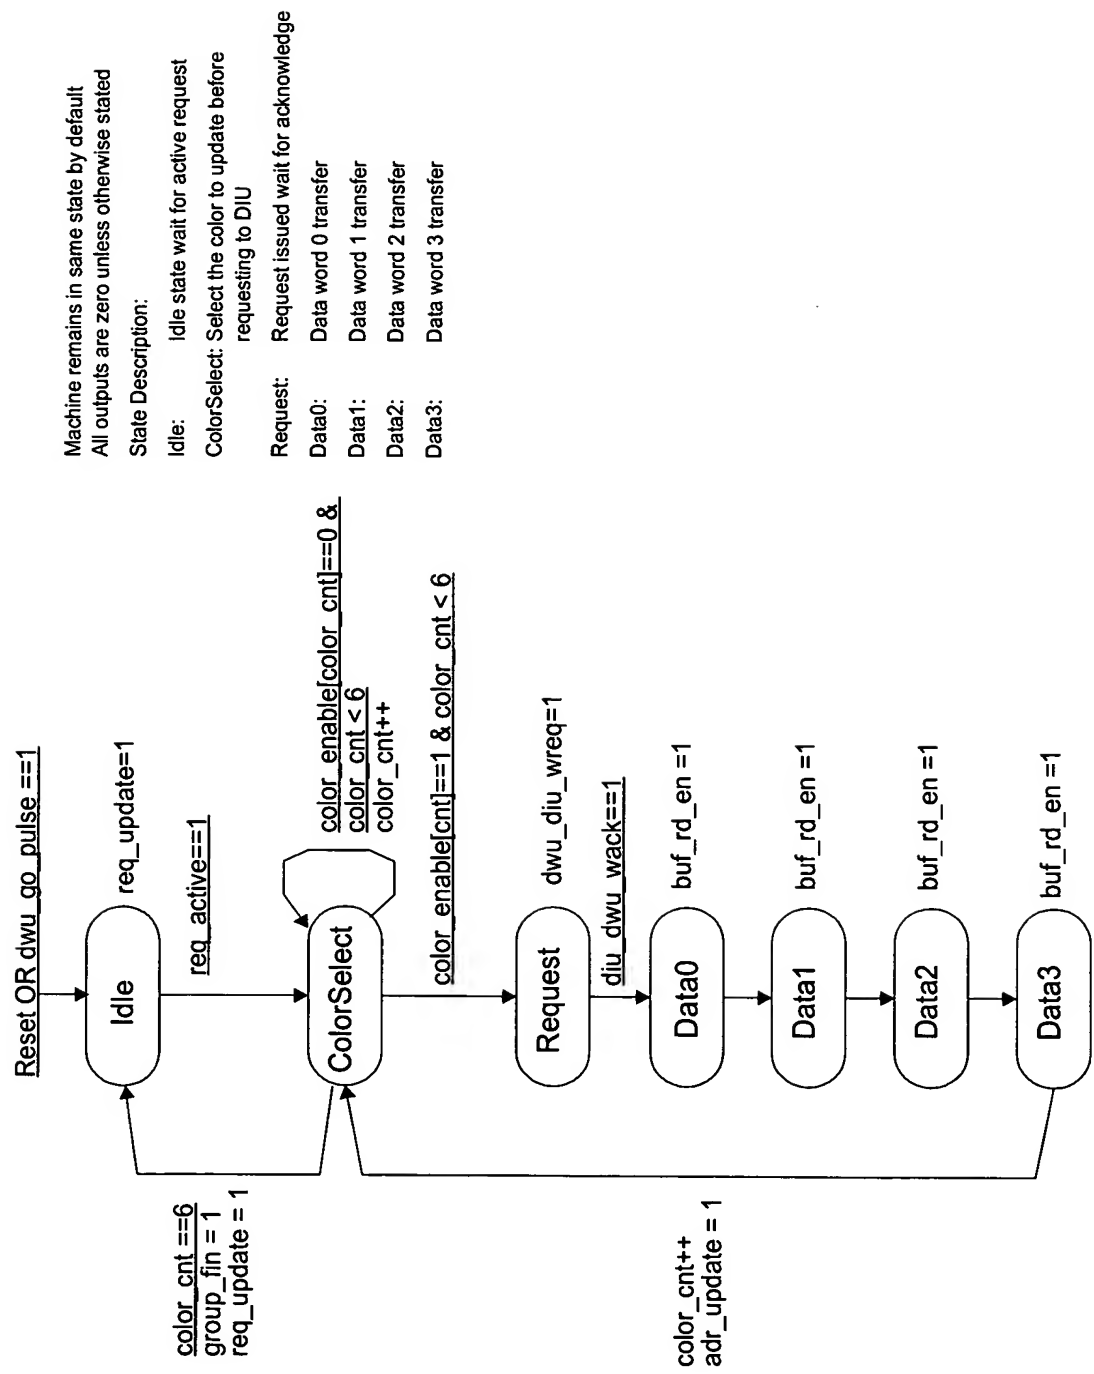 Reset OR dwu_go_pulse ==1
Idle
req_update=1
req_active==1
color_cnt ==6
group_fin = 1
req_update = 1
ColorSelect
color_enable[color_cnt]==0 &
color_cnt < 6
color_cnt++
color_enable[cnt]==1 & color_cnt < 6
Request
dwu_diu_wreq=1
diu_dwu_wack==1
Data0
buf_rd_en =1
Data1
buf_rd_en =1
Data2
buf_rd_en =1
Data3
buf_rd_en =1
color_cnt++
adr_update = 1
Machine remains in same state by default
All outputs are zero unless otherwise stated
State Description:
Idle: Idle state wait for active request
ColorSelect: Select the color to update before
requesting to DIU
Request: Request issued wait for acknowledge
Data0: Data word 0 transfer
Data1: Data word 1 transfer
Data2: Data word 2 transfer
Data3: Data word 3 transfer